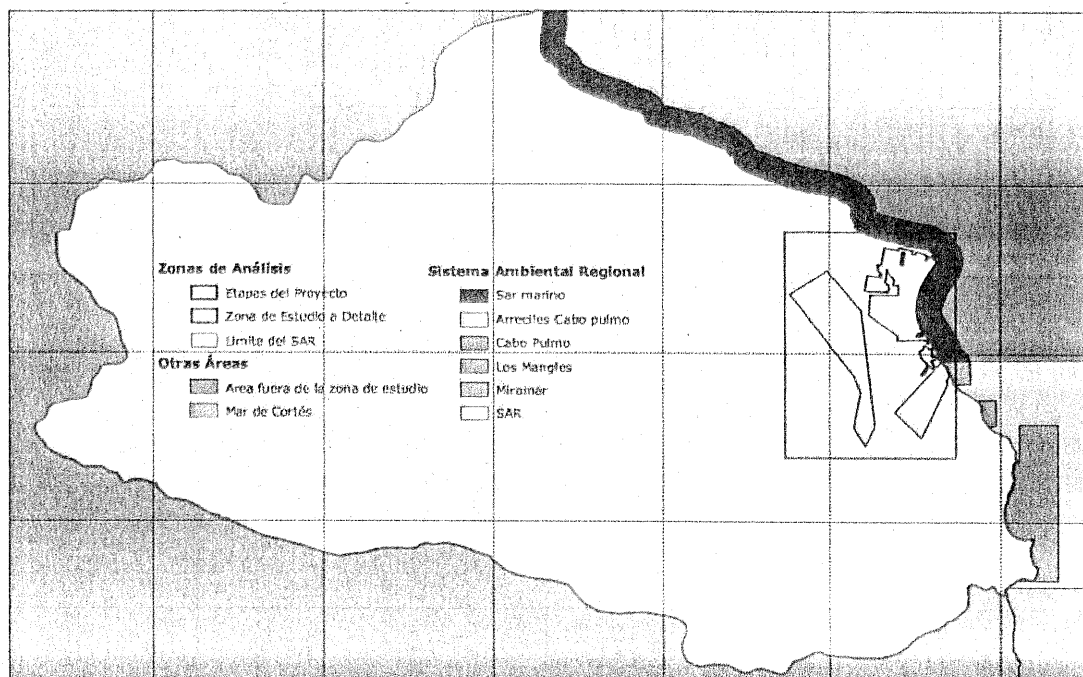 Zonas de Análisis
Etapas del Proyecto
Zona de Estudio a Detalle
Límite del SAR
Otras Áreas
Area fuera de la zona de estudio
Mar de Cortés
Sistema Ambiental Regional
Sar marino
Arrecifes Cabo pulmo
Cabo Pulmo
Los Mangles
Miramar
SAR